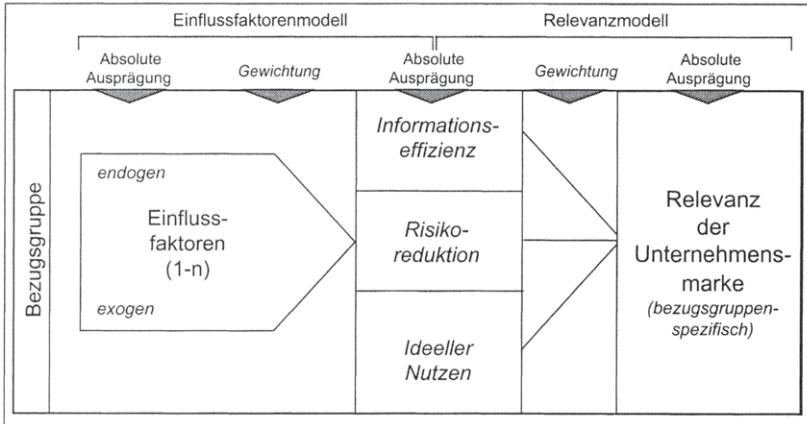 Einflussfaktorenmodell
Relevanzmodell
Absolute
Ausprägung
Gewichtung
Absolute
Ausprägung
Gewichtung
Absolute
Ausprägung
Bezugsgruppe
endogen
Einfluss-
faktoren
(1-n)
exogen
Informations-
effizienz
Risiko-
reduktion
Ideeller
Nutzen
Relevanz
der
Unternehmens-
marke
(bezugsgruppen-
spezifisch)